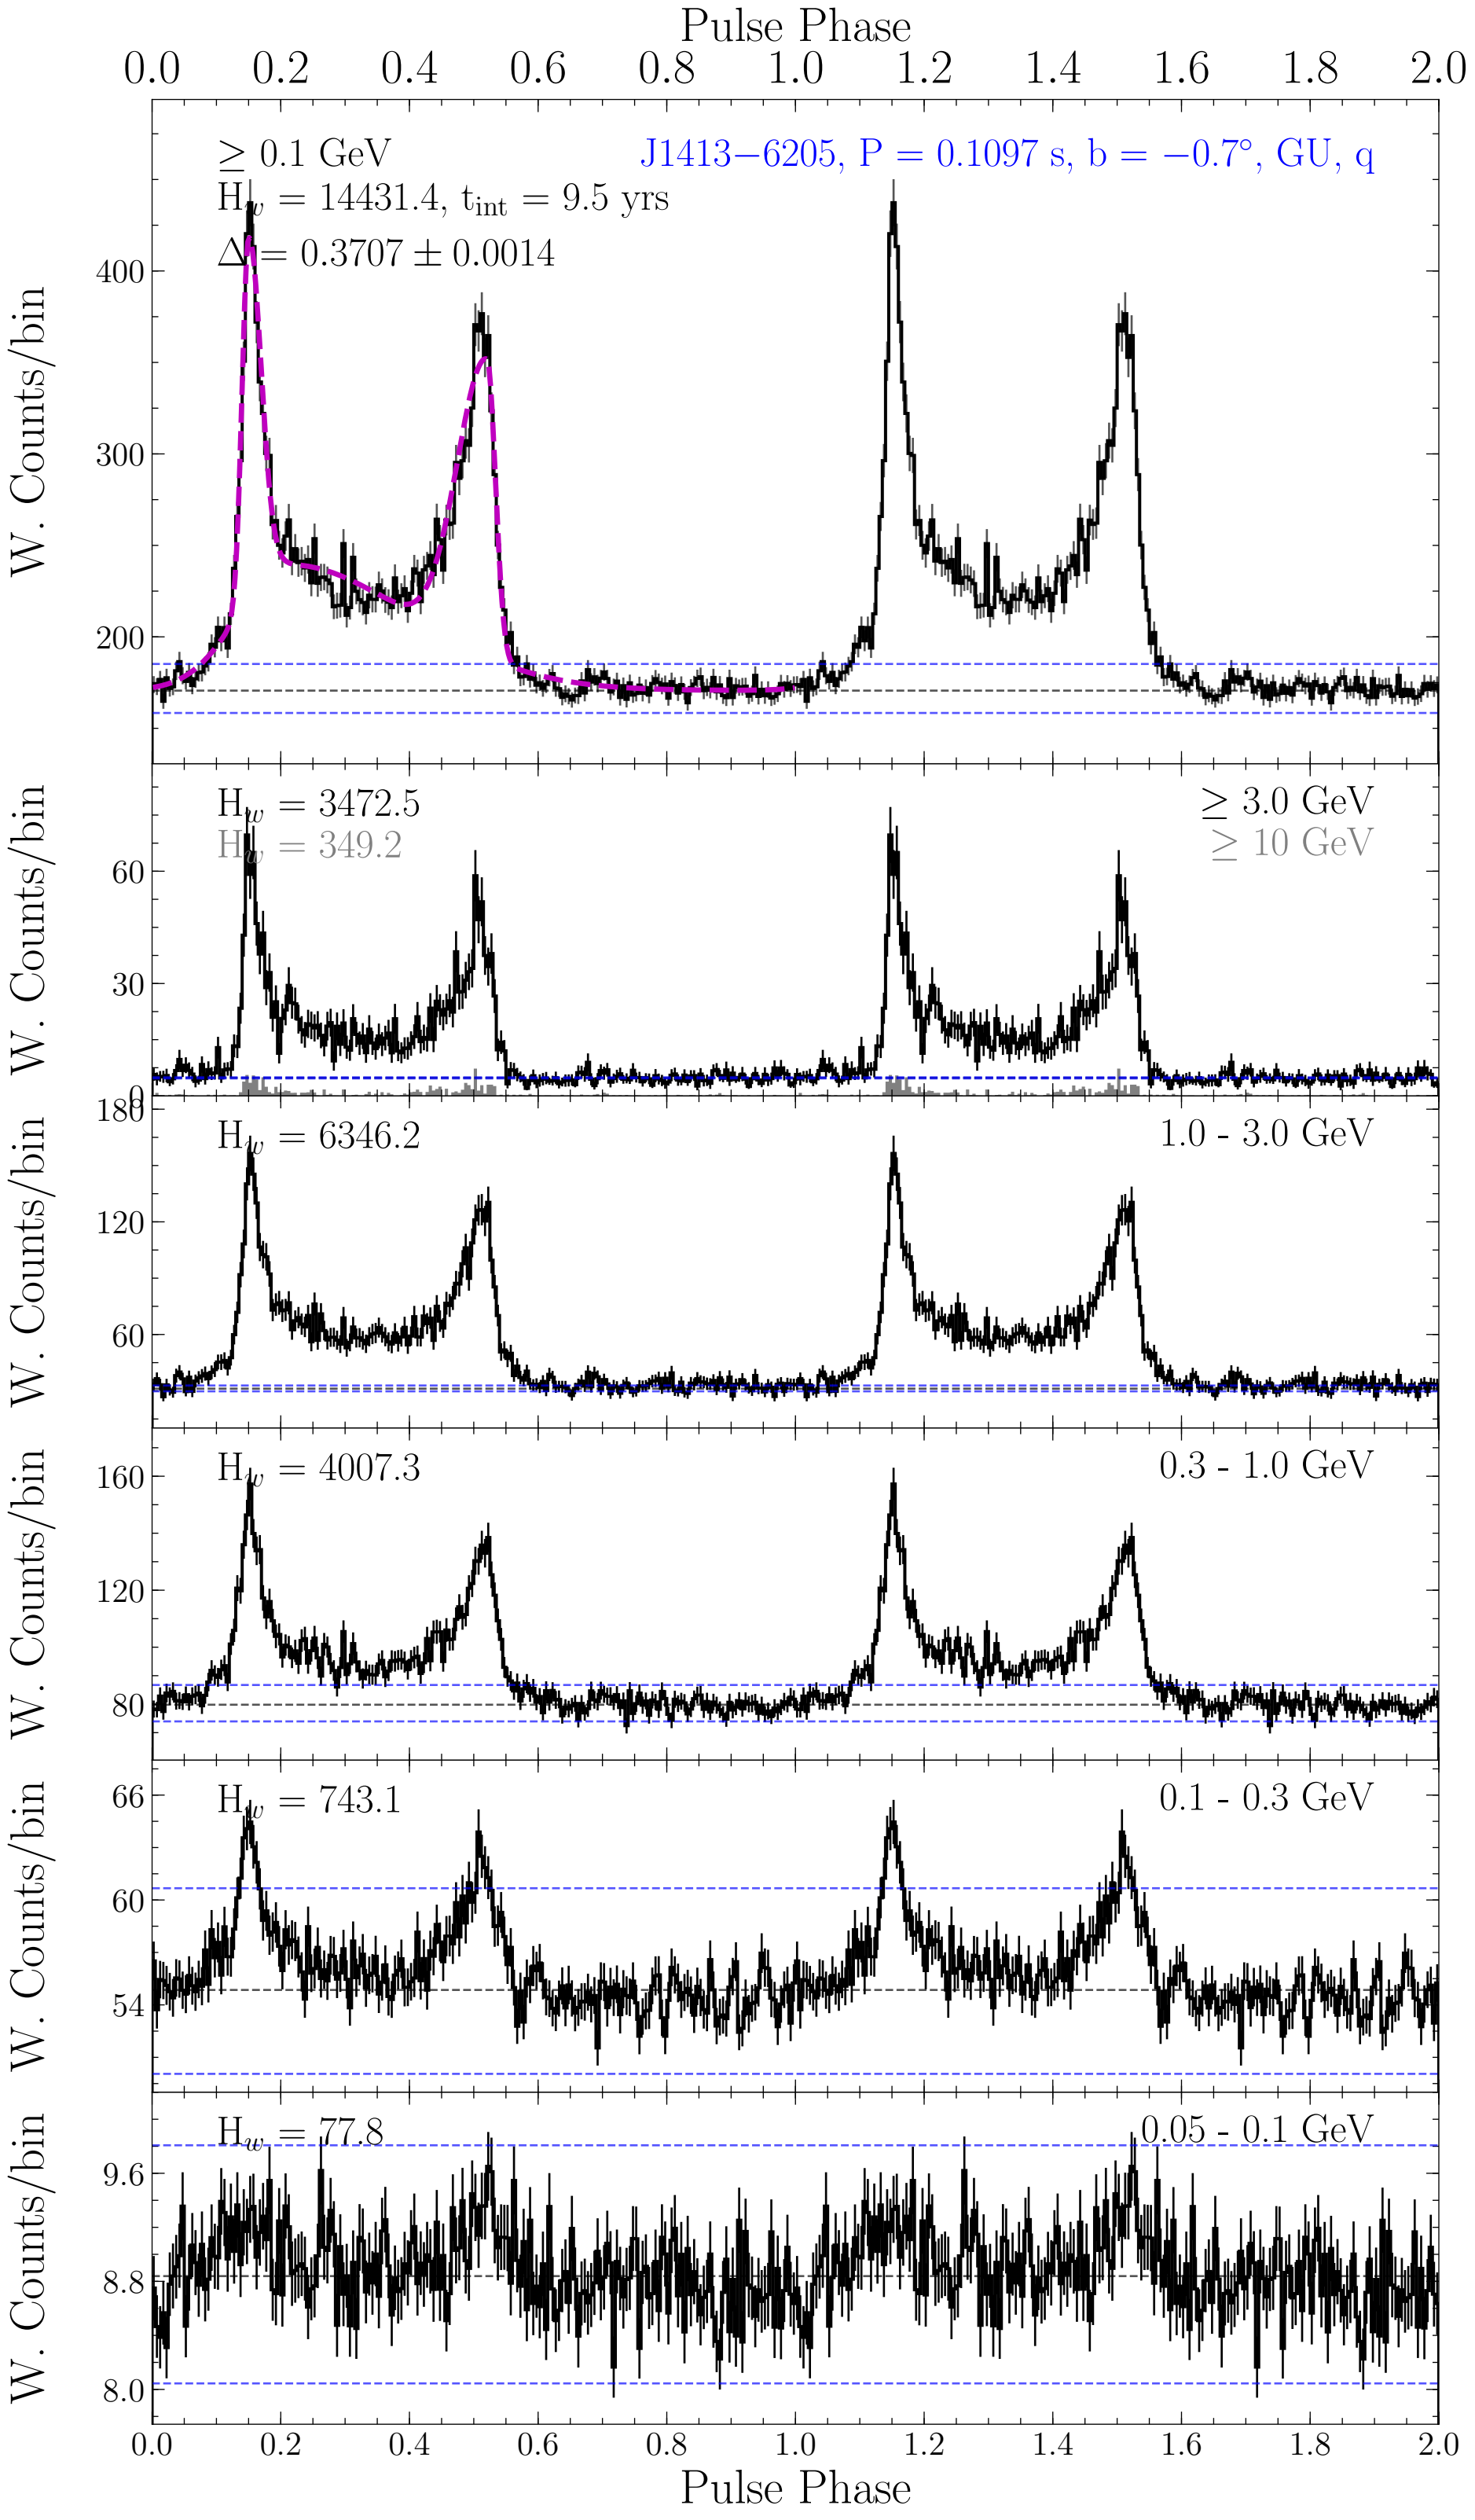 Pulse Phase
0.0 0.2 0.4 0.6 0.8 1.0 1.2 1.4 1.6 1.8 2.0
≥ 0.1 GeV
J1413−6205, P = 0.1097 s, b = −0.7°, GU, q
H_w = 14431.4, t_int = 9.5 yrs
Δ = 0.3707 ± 0.0014
W. Counts/bin
400
300
200
H_w = 3472.5
≥ 3.0 GeV
H_w = 349.2
≥ 10 GeV
W. Counts/bin
60
30
0
H_w = 6346.2
1.0 - 3.0 GeV
W. Counts/bin
180
120
60
H_w = 4007.3
0.3 - 1.0 GeV
W. Counts/bin
160
120
80
H_w = 743.1
0.1 - 0.3 GeV
W. Counts/bin
66
60
54
H_w = 77.8
0.05 - 0.1 GeV
W. Counts/bin
9.6
8.8
8.0
0.0 0.2 0.4 0.6 0.8 1.0 1.2 1.4 1.6 1.8 2.0
Pulse Phase